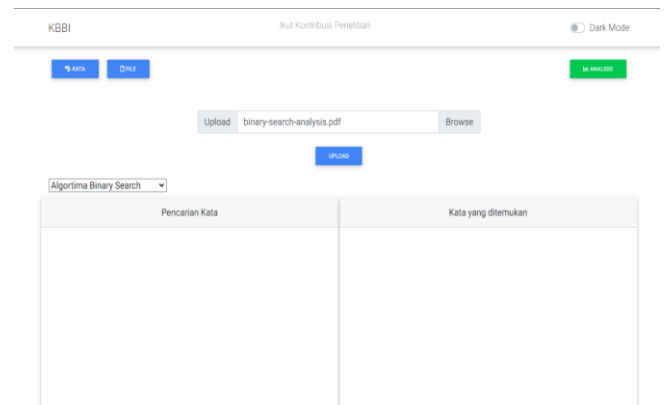 KBBI
Ikut Kontribusi Penelitian
Dark Mode
KATA
FILE
ANALISIS
Upload binary-search-analysis.pdf Browse
UPLOAD
Algortima Binary Search
Pencarian Kata
Kata yang ditemukan